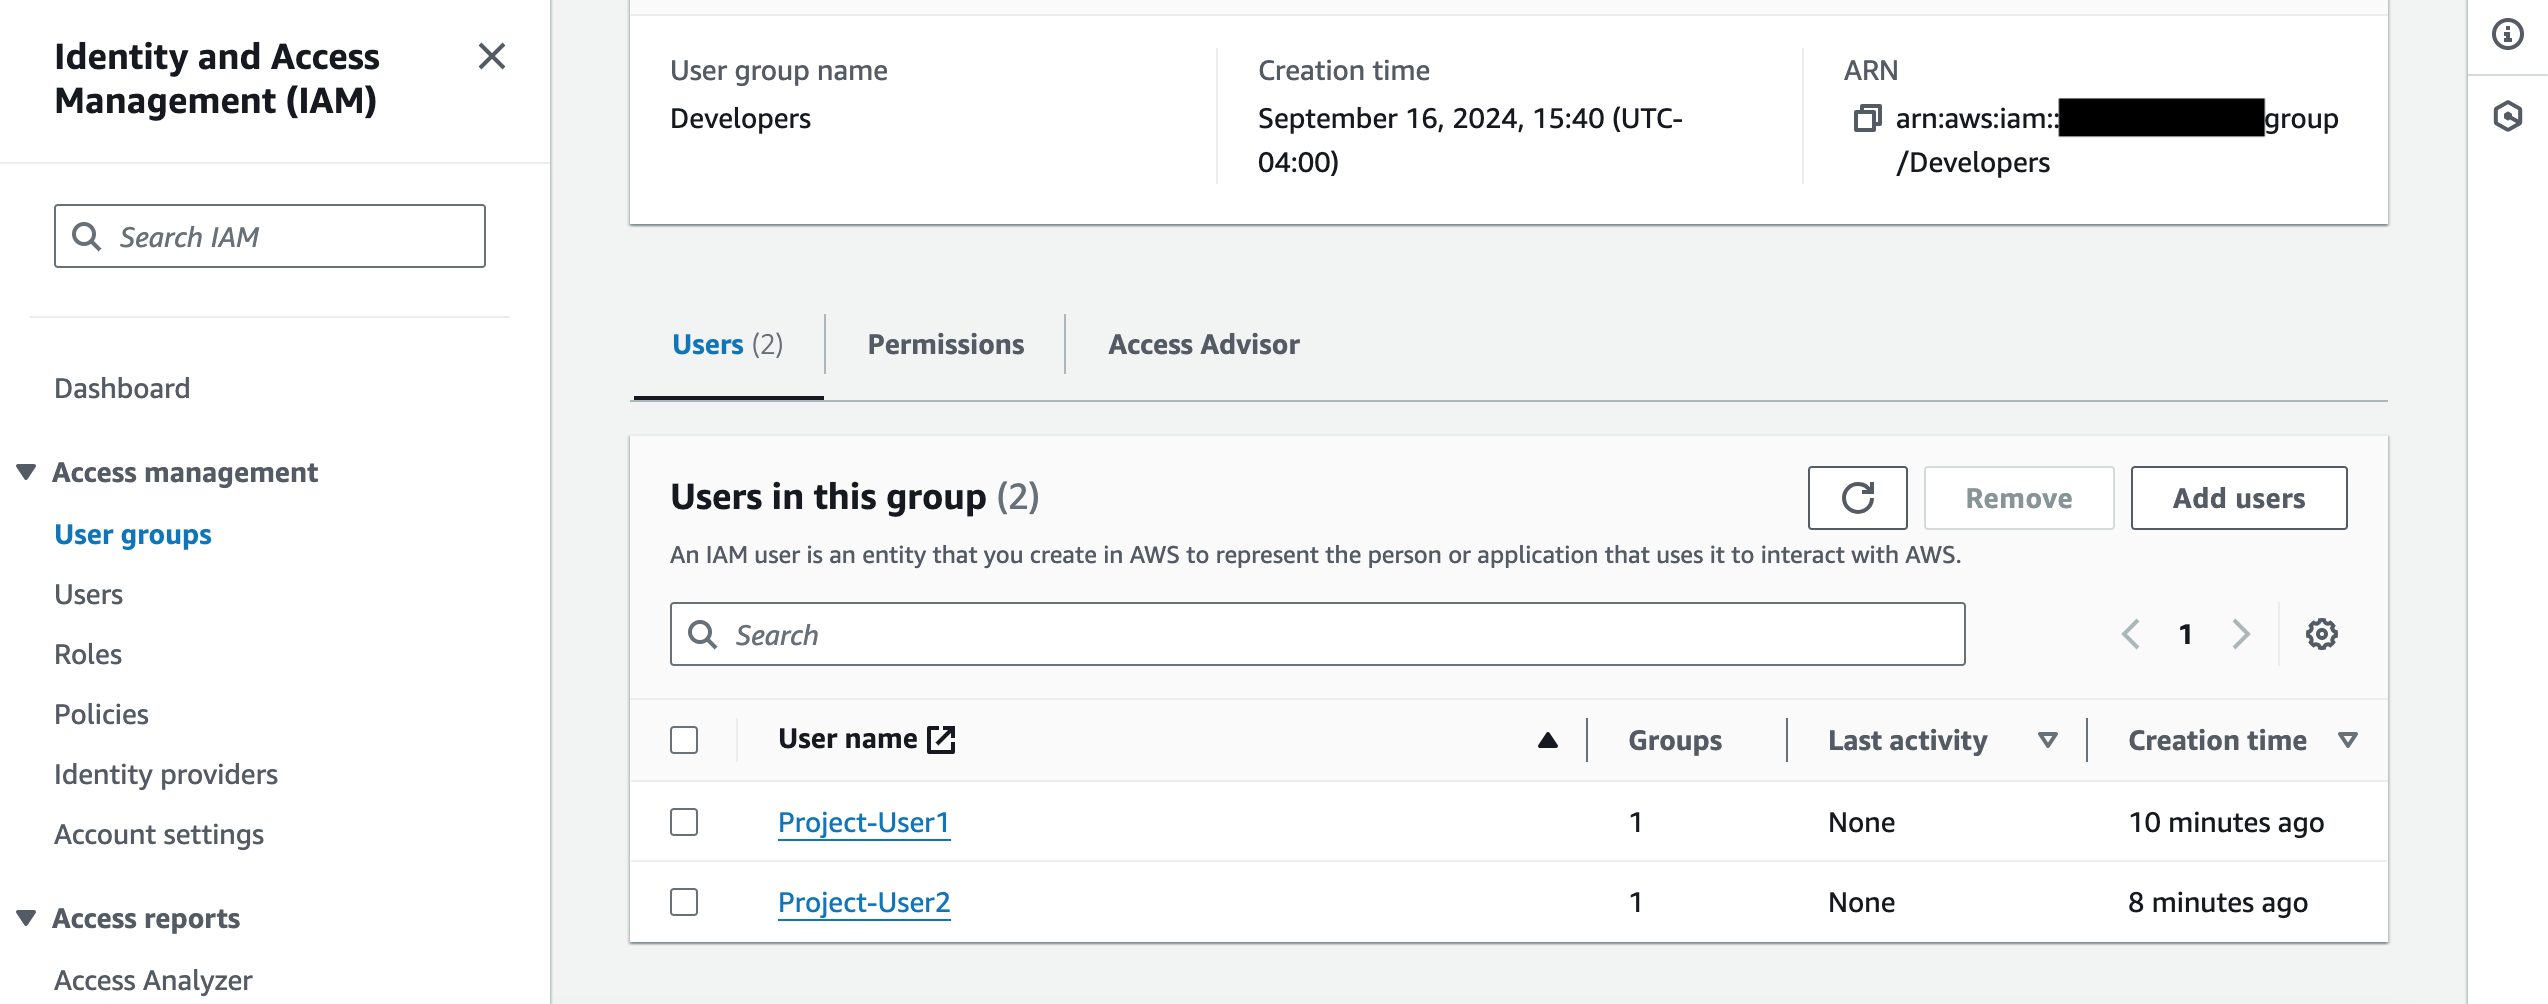 Identity and Access
Management (IAM)
Search IAM
Dashboard
Access management
User groups
Users
Roles
Policies
Identity providers
Account settings
Access reports
Access Analyzer
User group name
Developers
Creation time
September 16, 2024, 15:40 (UTC-
04:00)
ARN
arn:aws:iam:: group
/Developers
Users (2)
Permissions
Access Advisor
Users in this group (2)
Remove
Add users
An IAM user is an entity that you create in AWS to represent the person or application that uses it to interact with AWS.
Search
1
User name Groups Last activity Creation time
Project-User1 1 None 10 minutes ago
Project-User2 1 None 8 minutes ago